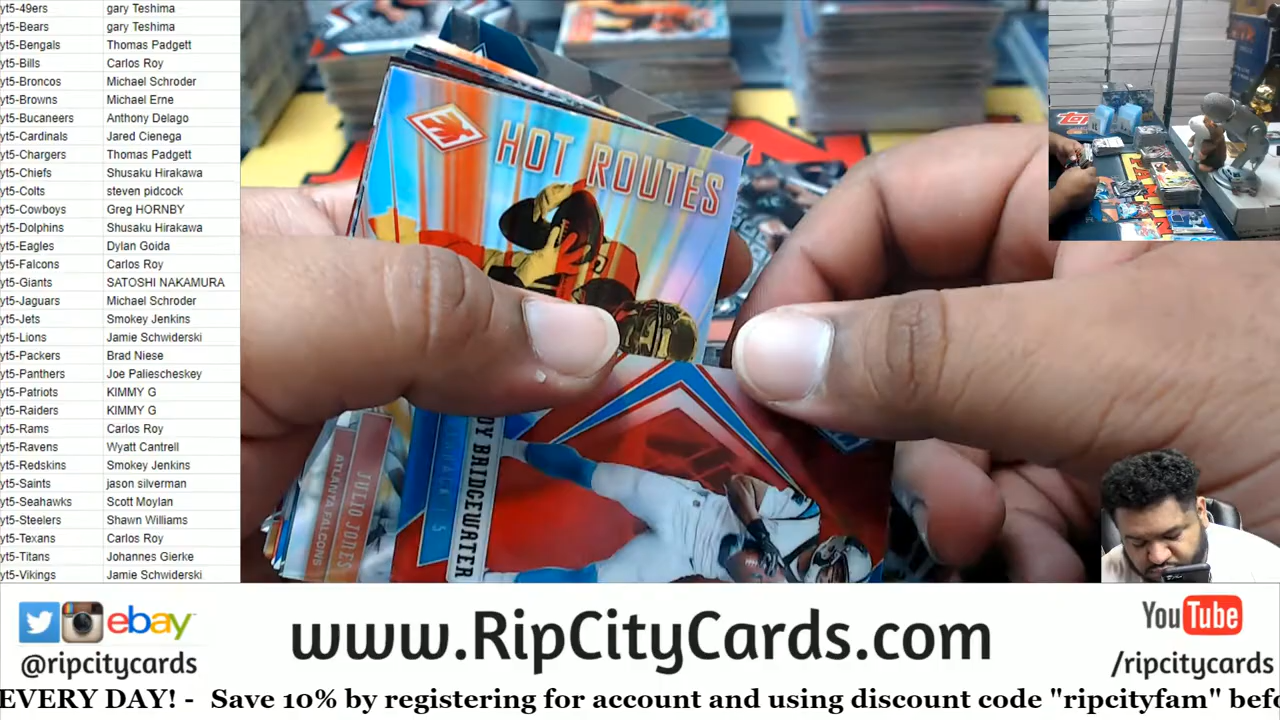 yt5-49ers gary Teshima
yt5-Bears gary Teshima
yt5-Bengals Thomas Padgett
yt5-Bills Carlos Roy
yt5-Broncos Michael Schroder
yt5-Browns Michael Erne
yt5-Bucaneers Anthony Delago
yt5-Cardinals Jared Cienega
yt5-Chargers Thomas Padgett
yt5-Chiefs Shusaku Hirakawa
yt5-Colts steven pidcock
yt5-Cowboys Greg HORNBY
yt5-Dolphins Shusaku Hirakawa
yt5-Eagles Dylan Goida
yt5-Falcons Carlos Roy
yt5-Giants SATOSHI NAKAMURA
yt5-Jaguars Michael Schroder
yt5-Jets Smokey Jenkins
yt5-Lions Jamie Schwiderski
yt5-Packers Brad Niese
yt5-Panthers Joe Paliescheskey
yt5-Patriots KIMMY G
yt5-Raiders KIMMY G
yt5-Rams Carlos Roy
yt5-Ravens Wyatt Cantrell
yt5-Redskins Smokey Jenkins
yt5-Saints jason silverman
yt5-Seahawks Scott Moylan
yt5-Steelers Shawn Williams
yt5-Texans Carlos Roy
yt5-Titans Johannes Gierke
yt5-Vikings Jamie Schwiderski
HOT ROUTES
DY BRIDGEWATER
JULIO JONES
ATLANTA FALCONS
ebay
@ripcitycards
www.RipCityCards.com
YouTube
/ripcitycards
EVERY DAY! - Save 10% by registering for account and using discount code "ripcityfam" befo